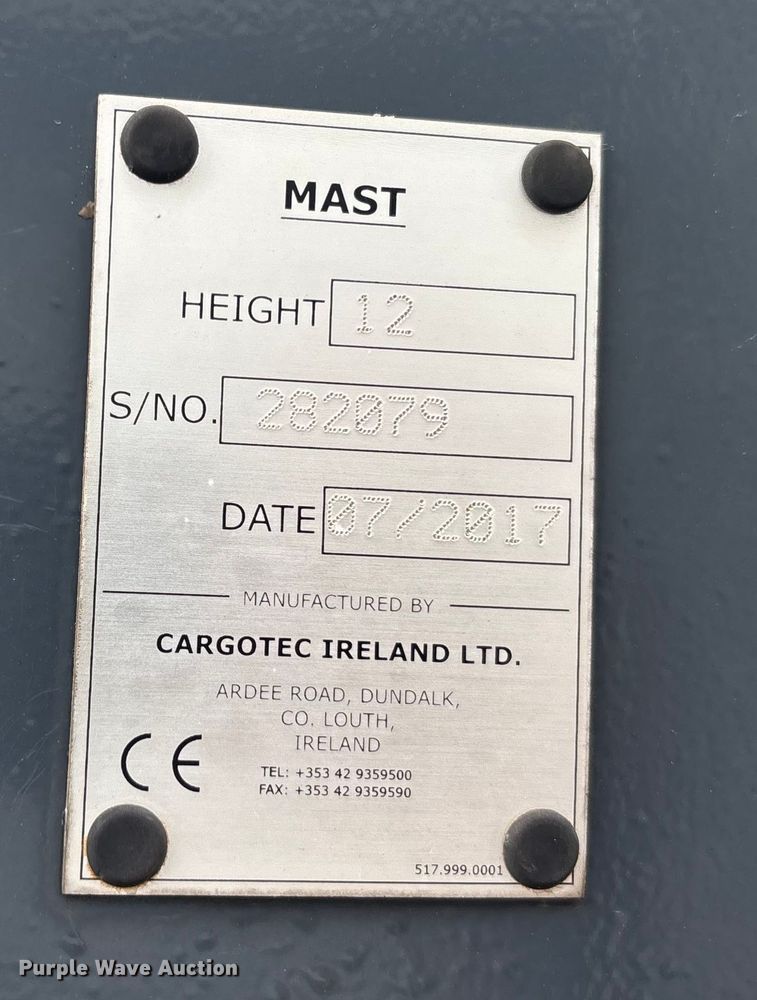 MAST
HEIGHT 12
S/NO. 282079
DATE 07/2017
MANUFACTURED BY
CARGOTEC IRELAND LTD.
ARDEE ROAD, DUNDALK,
CO. LOUTH,
IRELAND
CE
TEL: +353 42 9359500
FAX: +353 42 9359590
517.999.0001
Purple Wave Auction